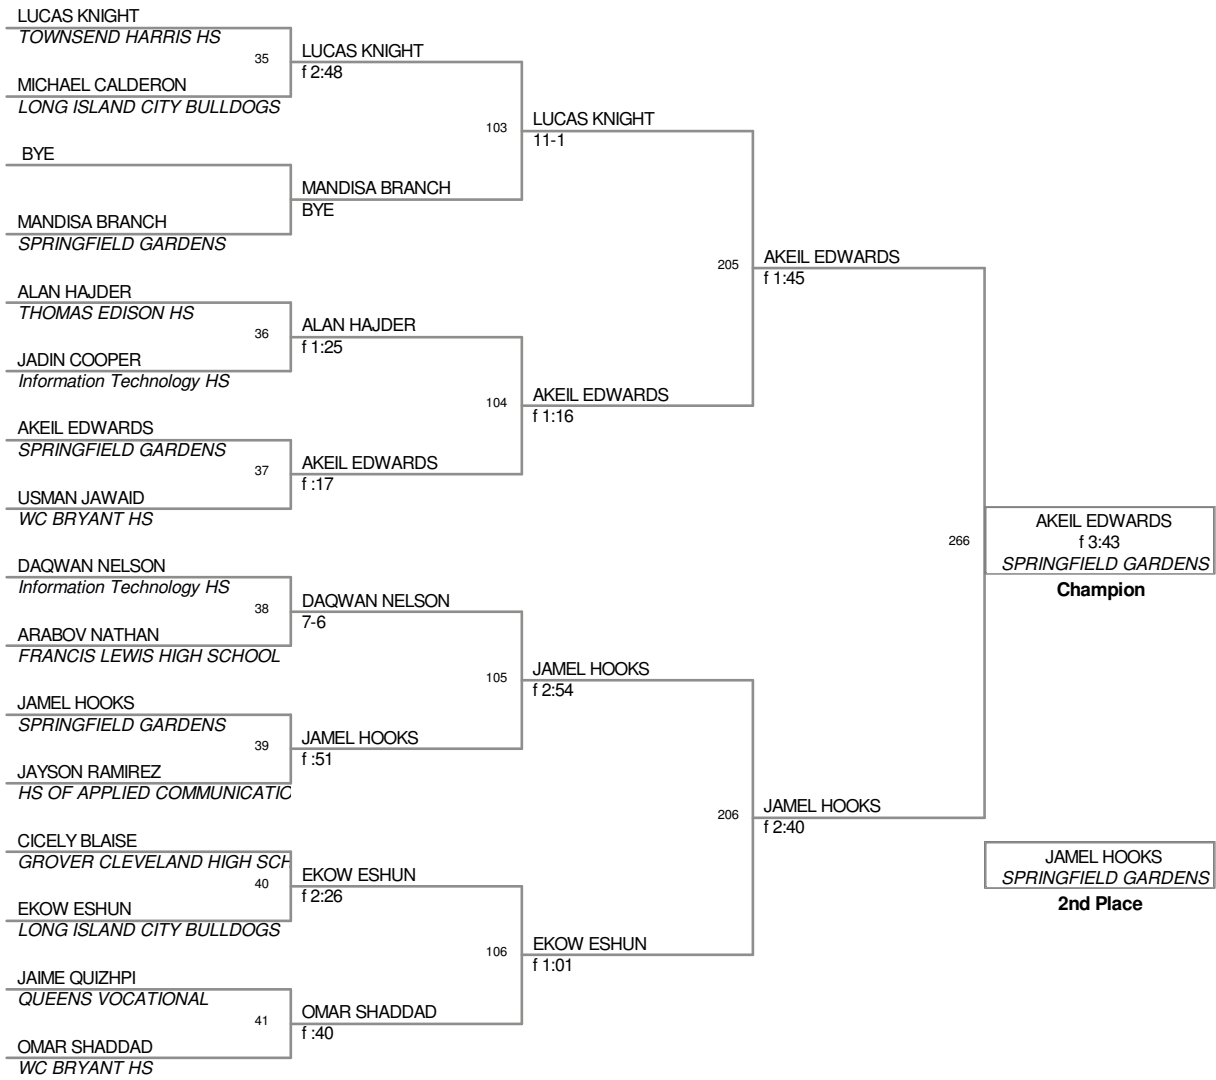 LUCAS KNIGHT
TOWNSEND HARRIS HS
35
MICHAEL CALDERON
LONG ISLAND CITY BULLDOGS
BYE
MANDISA BRANCH
SPRINGFIELD GARDENS
ALAN HAJDER
THOMAS EDISON HS
36
JADIN COOPER
Information Technology HS
AKEIL EDWARDS
SPRINGFIELD GARDENS
37
USMAN JAWAID
WC BRYANT HS
DAQWAN NELSON
Information Technology HS
38
ARABOV NATHAN
FRANCIS LEWIS HIGH SCHOOL
JAMEL HOOKS
SPRINGFIELD GARDENS
39
JAYSON RAMIREZ
HS OF APPLIED COMMUNICATIO
CICELY BLAISE
GROVER CLEVELAND HIGH SCH
40
EKOW ESHUN
LONG ISLAND CITY BULLDOGS
JAIME QUIZHPI
QUEENS VOCATIONAL
41
OMAR SHADDAD
WC BRYANT HS
LUCAS KNIGHT
f 2:48
103
MANDISA BRANCH
BYE
ALAN HAJDER
f 1:25
104
AKEIL EDWARDS
f :17
DAQWAN NELSON
7-6
105
JAMEL HOOKS
f :51
EKOW ESHUN
f 2:26
106
OMAR SHADDAD
f :40
LUCAS KNIGHT
11-1
205
AKEIL EDWARDS
f 1:16
JAMEL HOOKS
f 2:54
206
EKOW ESHUN
f 1:01
AKEIL EDWARDS
f 1:45
266
JAMEL HOOKS
f 2:40
AKEIL EDWARDS
f 3:43
SPRINGFIELD GARDENS
Champion
JAMEL HOOKS
SPRINGFIELD GARDENS
2nd Place